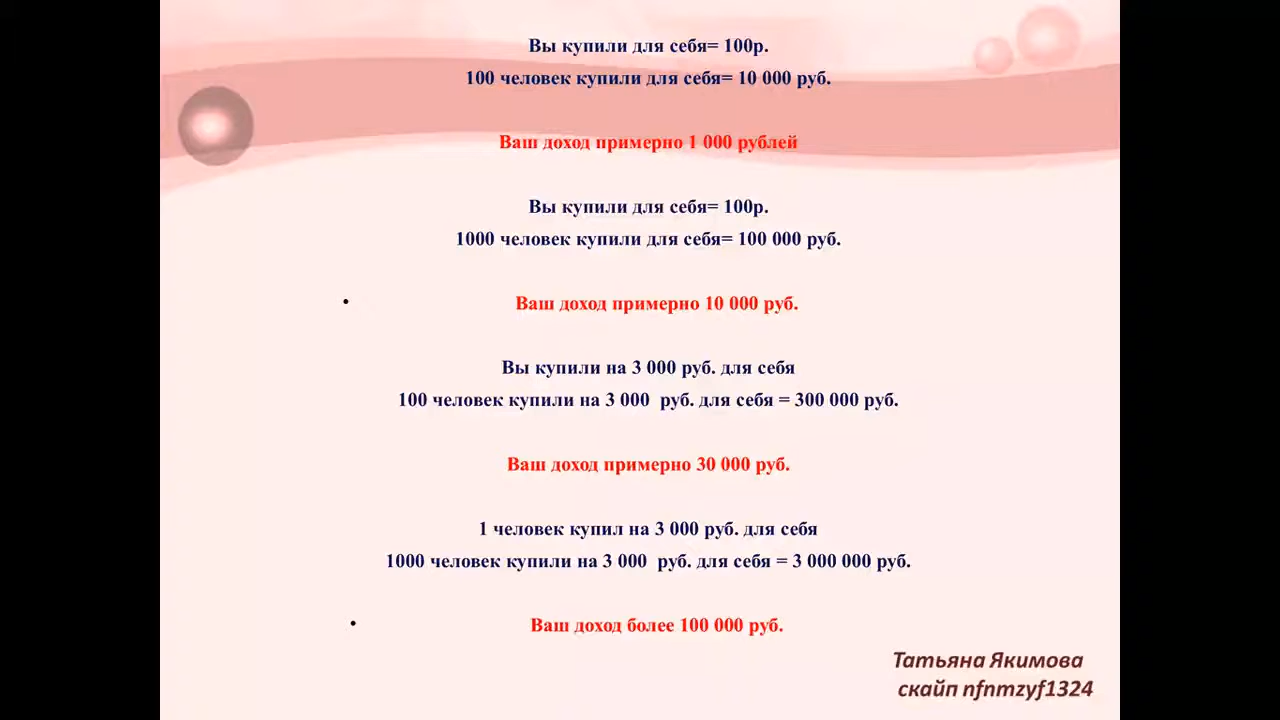 Вы купили для себя= 100р.
100 человек купили для себя= 10 000 руб.
Ваш доход примерно 1 000 рублей
Вы купили для себя= 100р.
1000 человек купили для себя= 100 000 руб.
• Ваш доход примерно 10 000 руб.
Вы купили на 3 000 руб. для себя
100 человек купили на 3 000  руб. для себя = 300 000 руб.
Ваш доход примерно 30 000 руб.
1 человек купил на 3 000 руб. для себя
1000 человек купили на 3 000  руб. для себя = 3 000 000 руб.
• Ваш доход более 100 000 руб.
Татьяна Якимова
скайп nfnmzyf1324